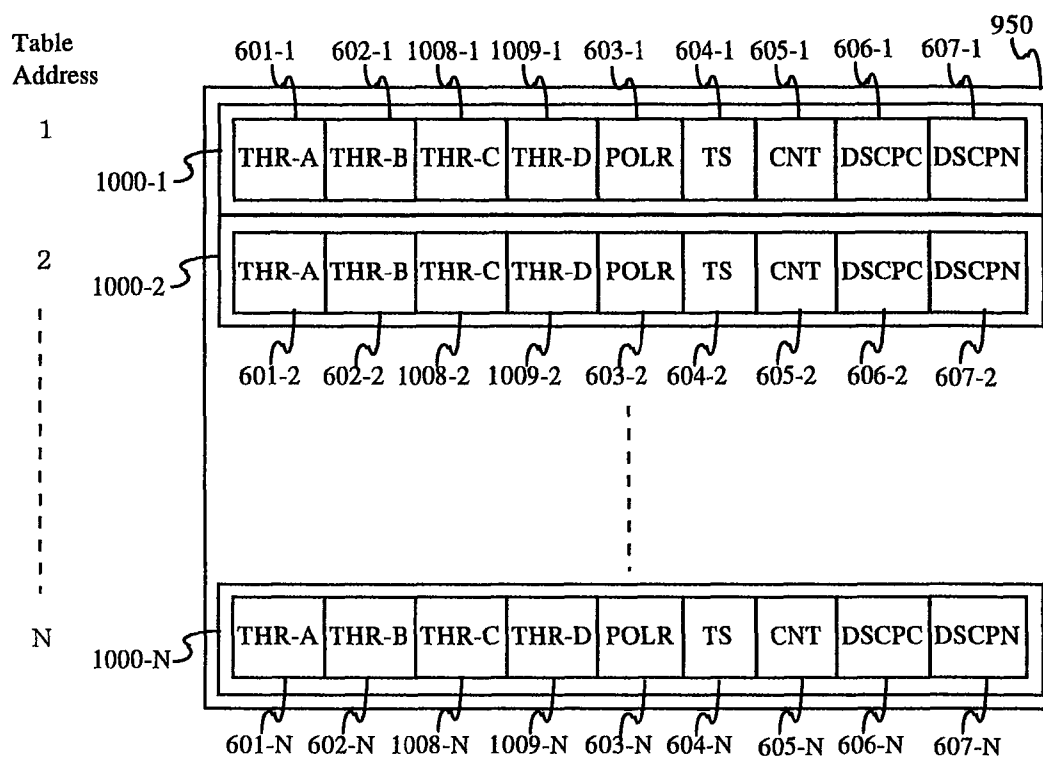 950
Table
Address
601-1 602-1 1008-1 1009-1 603-1 604-1 605-1 606-1 607-1
1
THR-A THR-B THR-C THR-D POLR TS CNT DSCPC DSCPN
1000-1
2
THR-A THR-B THR-C THR-D POLR TS CNT DSCPC DSCPN
1000-2
601-2 602-2 1008-2 1009-2 603-2 604-2 605-2 606-2 607-2
N
THR-A THR-B THR-C THR-D POLR TS CNT DSCPC DSCPN
1000-N
601-N 602-N 1008-N 1009-N 603-N 604-N 605-N 606-N 607-N